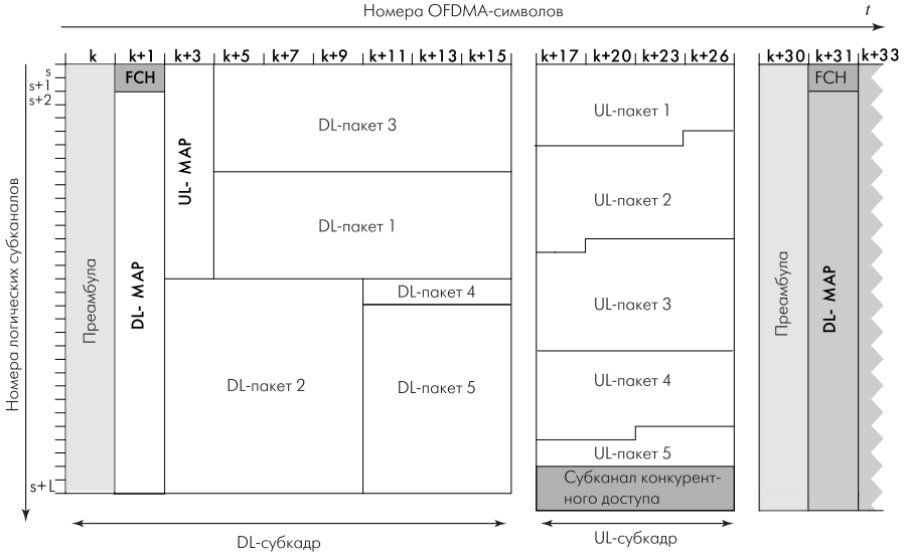 Номера OFDMA-символов
t
k k+1 k+3 k+5 k+7 k+9 k+11 k+13 k+15 k+17 k+20 k+23 k+26 k+30 k+31 k+33
Номера логических субканалов
s
s+1
s+2
s+L
Преамбула
FCH
DL- MAP
UL- MAP
DL-пакет 3
DL-пакет 1
DL-пакет 2
DL-пакет 4
DL-пакет 5
UL-пакет 1
UL-пакет 2
UL-пакет 3
UL-пакет 4
UL-пакет 5
Субканал конкурент-
ного доступа
Преамбула
FCH
DL- MAP
DL-субкадр
UL-субкадр